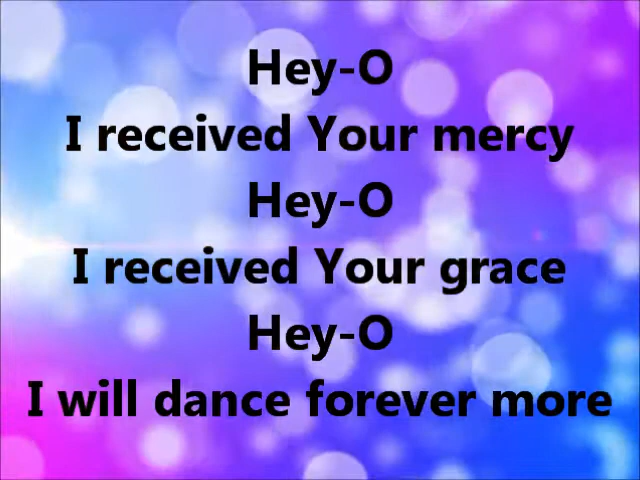 Hey-O
I received Your mercy
Hey-O
I received Your grace
Hey-O
I will dance forever more